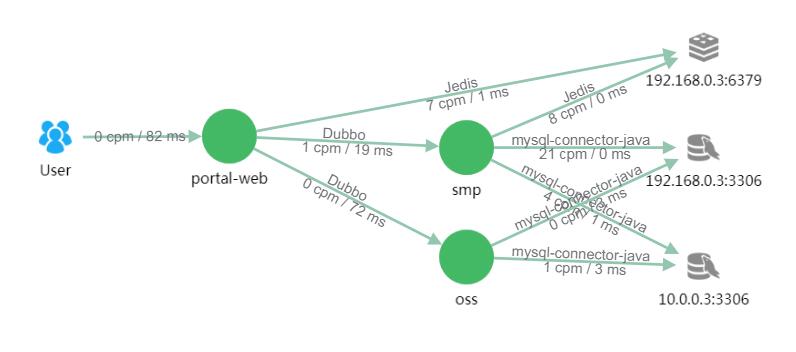 Jedis
7 cpm / 1 ms
192.168.0.3:6379
Jedis
8 cpm / 0 ms
0 cpm / 82 ms
User
portal-web
Dubbo
1 cpm / 19 ms
smp
mysql-connector-java
21 cpm / 0 ms
192.168.0.3:3306
Dubbo
0 cpm / 72 ms
mysql-connector-java
4 cpm / 1 ms
mysql-connector-java
0 cpm / ms
oss
mysql-connector-java
1 cpm / 3 ms
10.0.0.3:3306